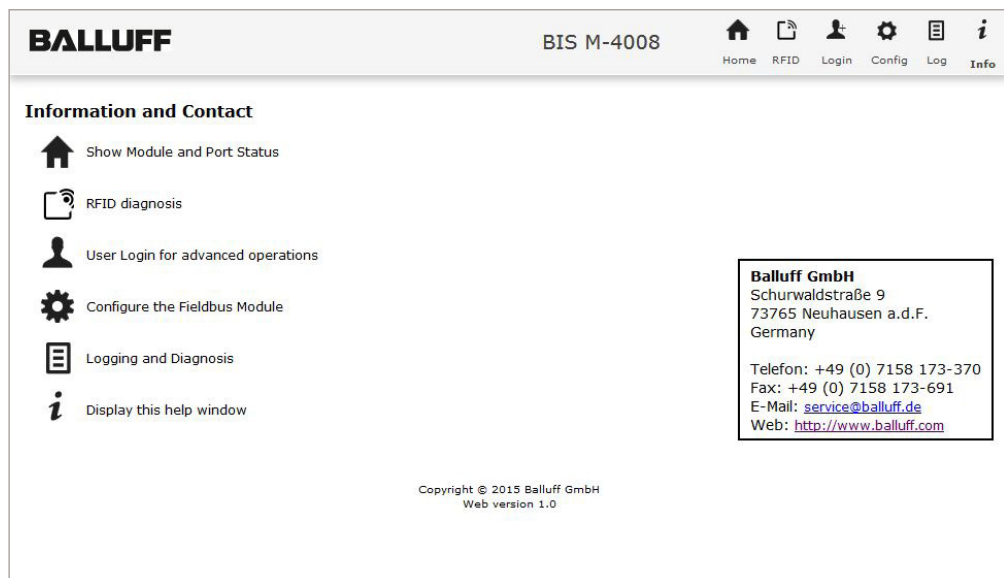 BALLUFF
BIS M-4008
Home RFID Login Config Log Info
Information and Contact
Show Module and Port Status
RFID diagnosis
User Login for advanced operations
Configure the Fieldbus Module
Logging and Diagnosis
Display this help window
Balluff GmbH
Schurwaldstraße 9
73765 Neuhausen a.d.F.
Germany
Telefon: +49 (0) 7158 173-370
Fax: +49 (0) 7158 173-691
E-Mail: service@balluff.de
Web: http://www.balluff.com
Copyright © 2015 Balluff GmbH
Web version 1.0